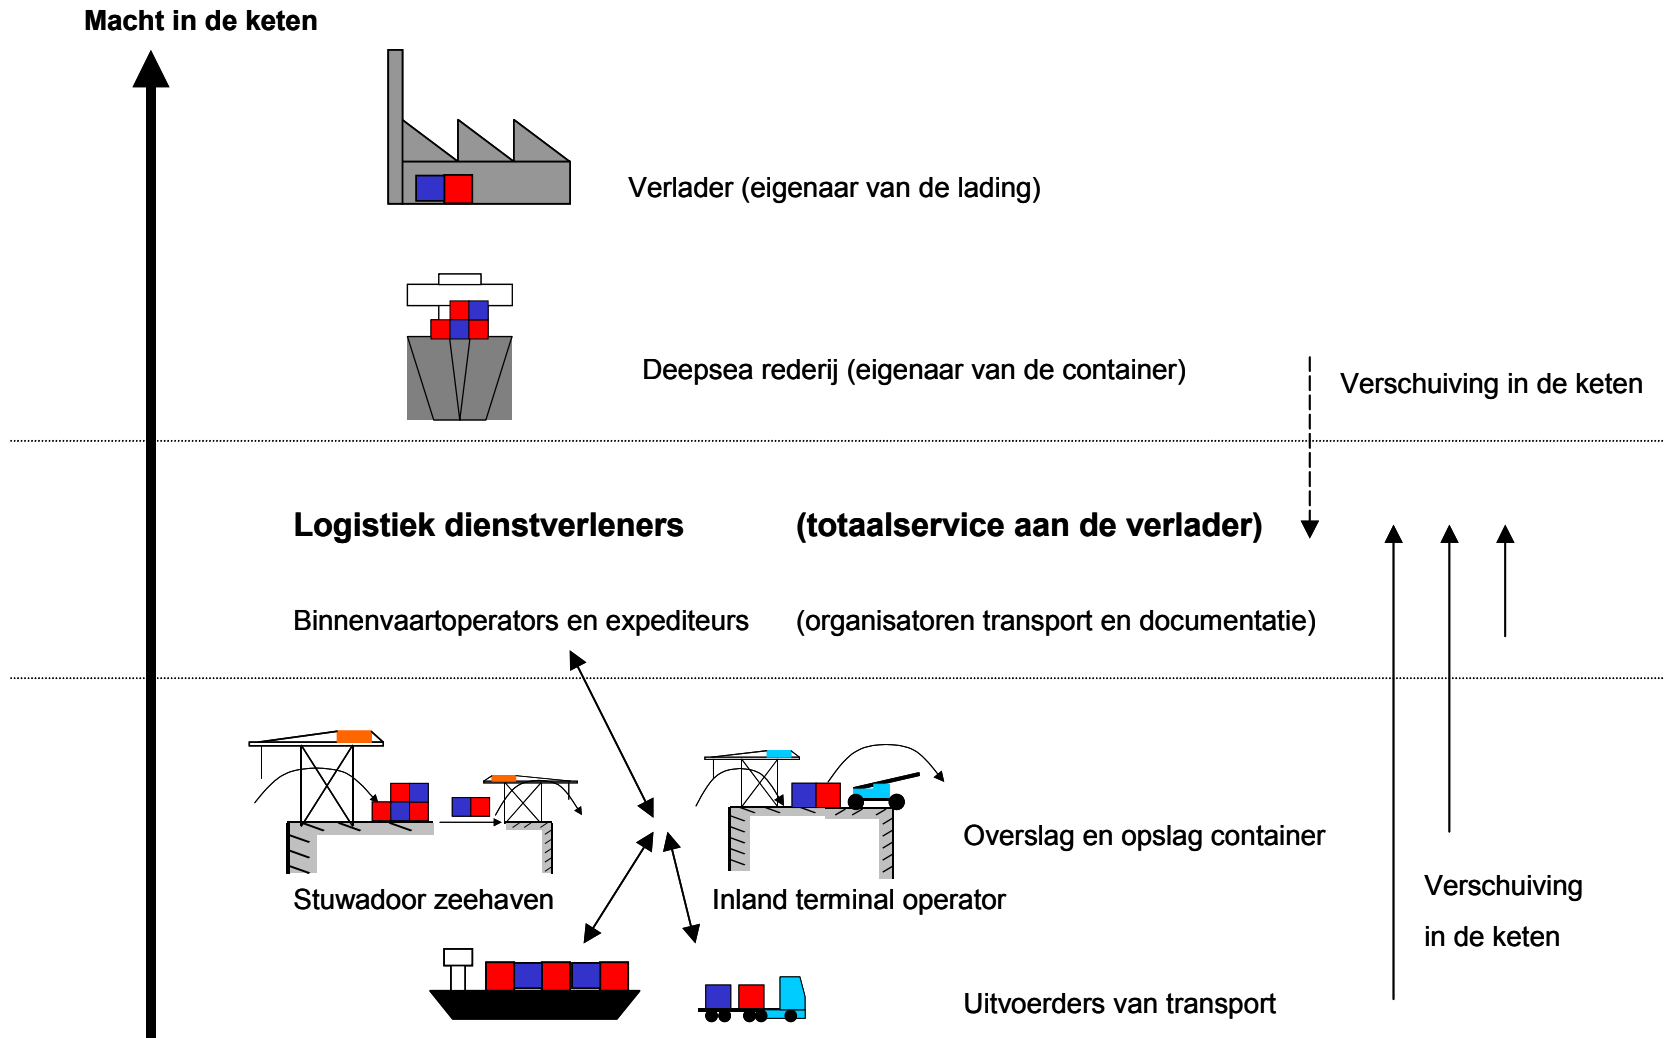 Macht in de keten
Verlader (eigenaar van de lading)
Deepsea rederij (eigenaar van de container)
Verschuiving in de keten
Logistiek dienstverleners (totaalservice aan de verlader)
Binnenvaartoperators en expediteurs (organisatoren transport en documentatie)
Overslag en opslag container
Stuwadoor zeehaven Inland terminal operator
Verschuiving
in de keten
Uitvoerders van transport